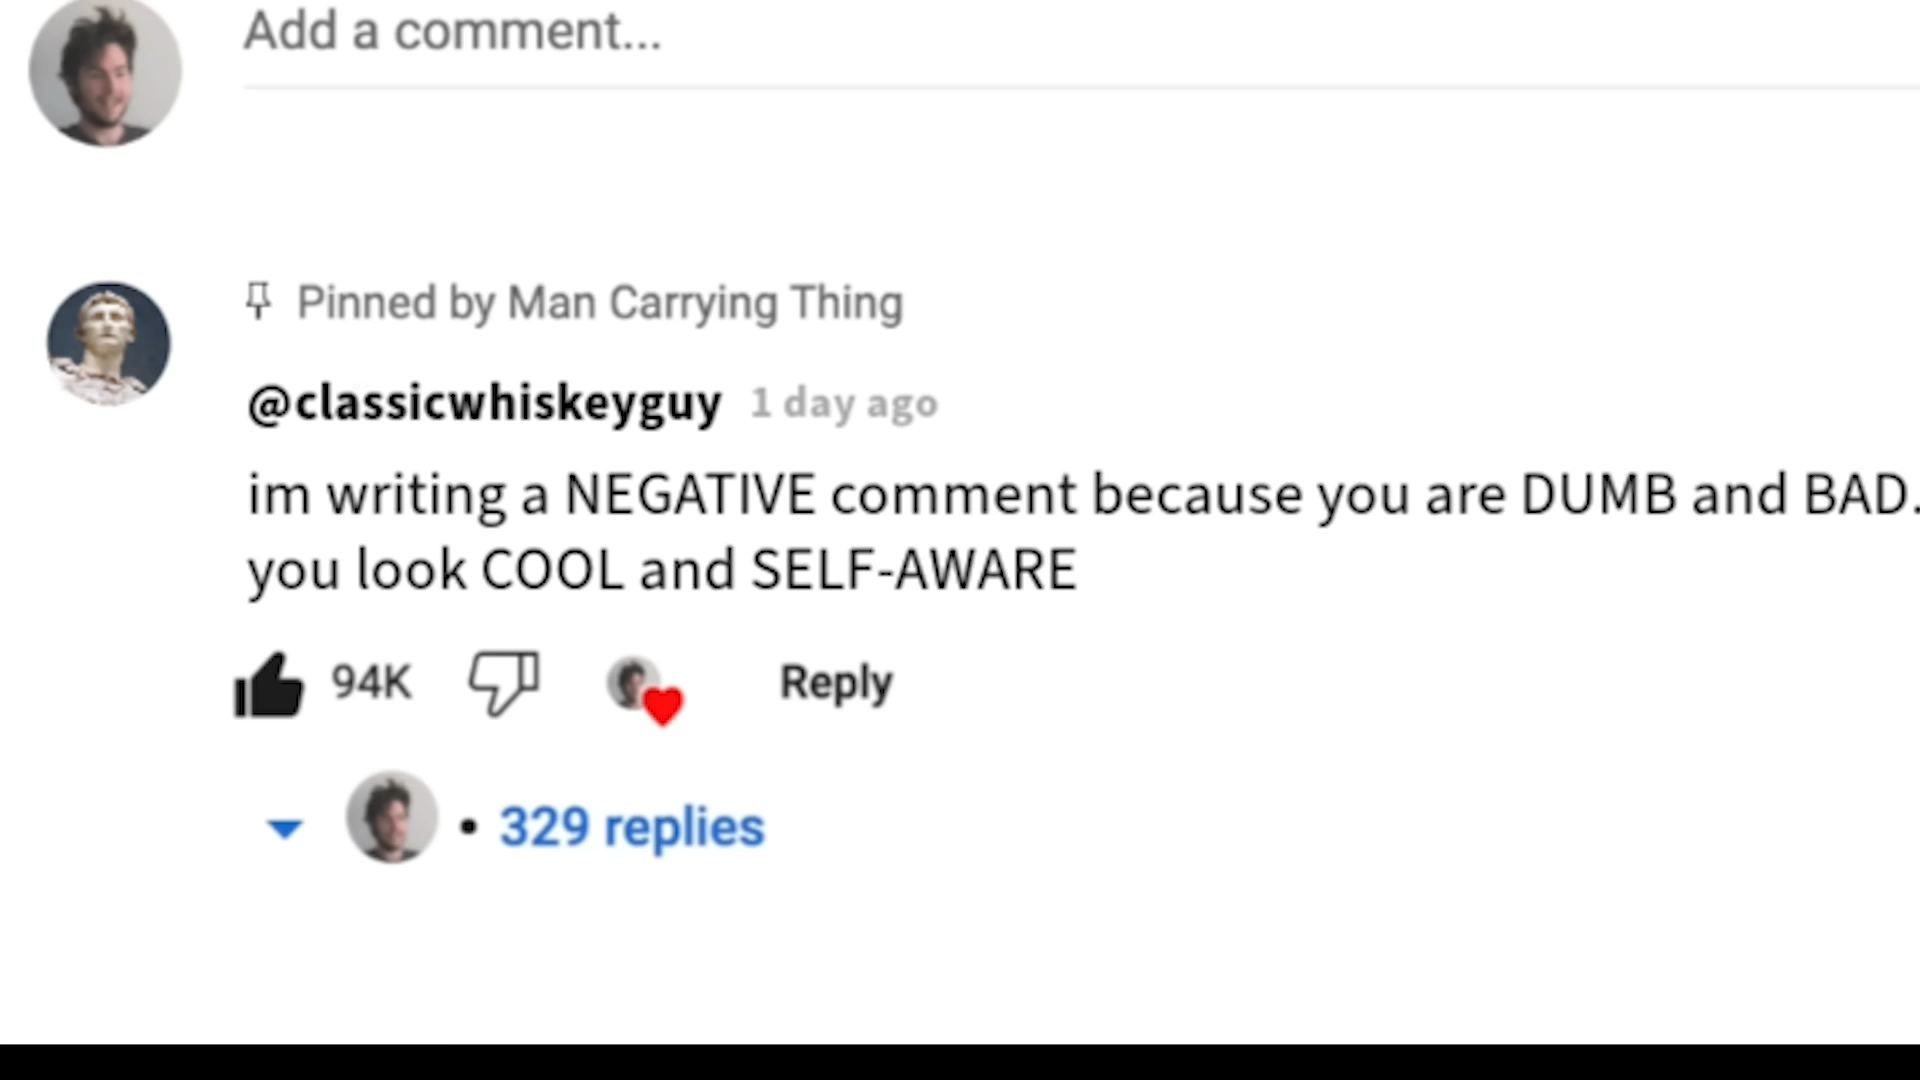 Add a comment...
Pinned by Man Carrying Thing
@classicwhiskeyguy 1 day ago
im writing a NEGATIVE comment because you are DUMB and BAD.
you look COOL and SELF-AWARE
94K Reply
• 329 replies